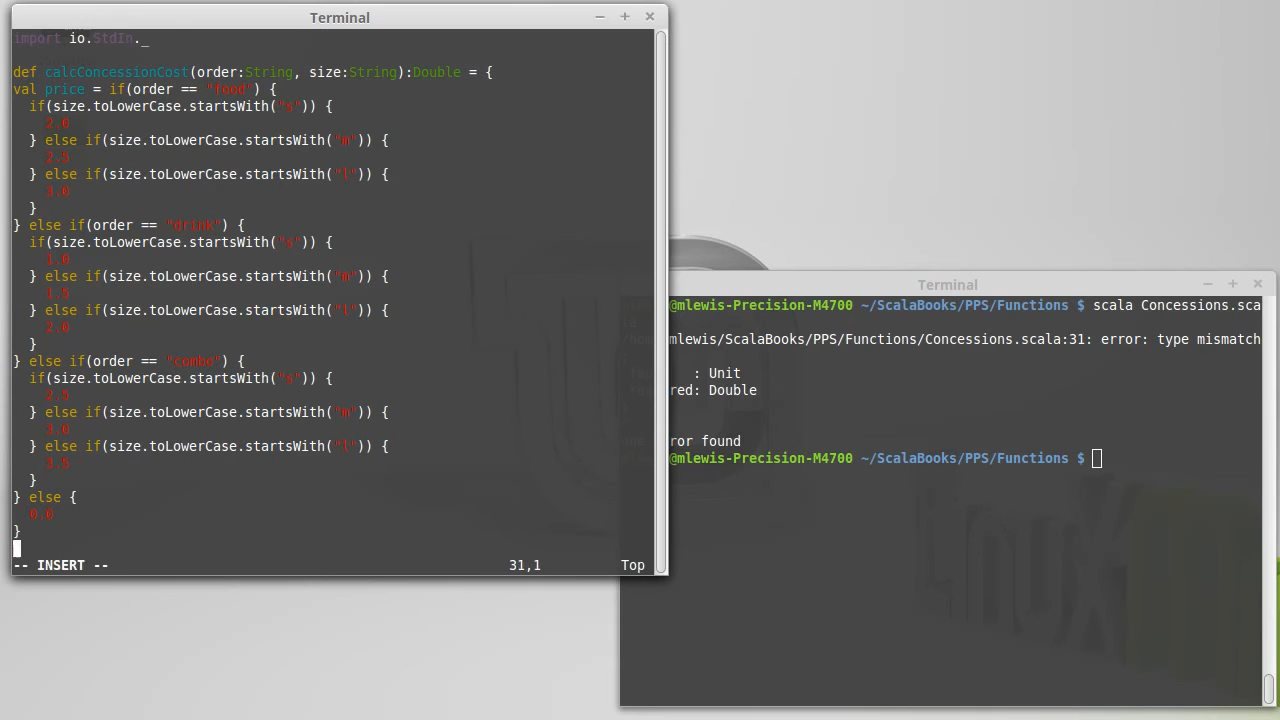 Terminal
import io.StdIn._
def calcConcessionCost(order:String, size:String):Double = {
val price = if(order == "food") {
if(size.toLowerCase.startsWith("s")) {
2.0
} else if(size.toLowerCase.startsWith("m")) {
2.5
} else if(size.toLowerCase.startsWith("l")) {
3.0
}
} else if(order == "drink") {
if(size.toLowerCase.startsWith("s")) {
1.0
} else if(size.toLowerCase.startsWith("m")) {
1.5
} else if(size.toLowerCase.startsWith("l")) {
2.0
}
} else if(order == "combo") {
if(size.toLowerCase.startsWith("s")) {
2.5
} else if(size.toLowerCase.startsWith("m")) {
3.0
} else if(size.toLowerCase.startsWith("l")) {
3.5
}
} else {
0.0
}
-- INSERT -- 31,1 Top
Terminal
@mlewis-Precision-M4700 ~/ScalaBooks/PPS/Functions $ scala Concessions.sca
mlewis/ScalaBooks/PPS/Functions/Concessions.scala:31: error: type mismatch
: Unit
red: Double
ror found
@mlewis-Precision-M4700 ~/ScalaBooks/PPS/Functions $